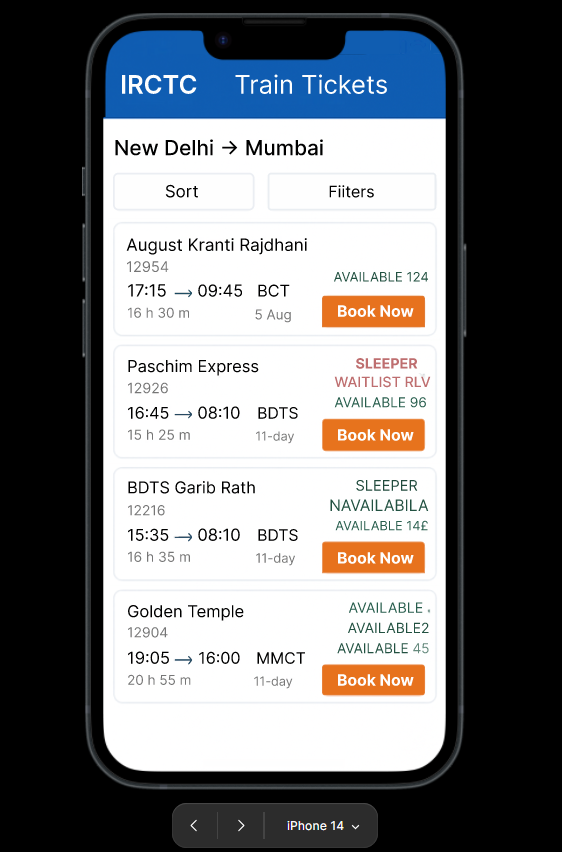 IRCTC Train Tickets
New Delhi → Mumbai
Sort Fiiters
August Kranti Rajdhani
12954
AVAILABLE 124
17:15 → 09:45 BCT
16 h 30 m 5 Aug
Book Now
Paschim Express
SLEEPER
12926
WAITLIST RLV
AVAILABLE 96
16:45 → 08:10 BDTS
15 h 25 m 11-day
Book Now
BDTS Garib Rath
SLEEPER
12216
NAVAILABILA
AVAILABLE 14£
15:35 → 08:10 BDTS
16 h 35 m 11-day
Book Now
Golden Temple
AVAILABLE .
12904
AVAILABLE2
AVAILABLE 45
19:05 → 16:00 MMCT
20 h 55 m 11-day
Book Now
iPhone 14